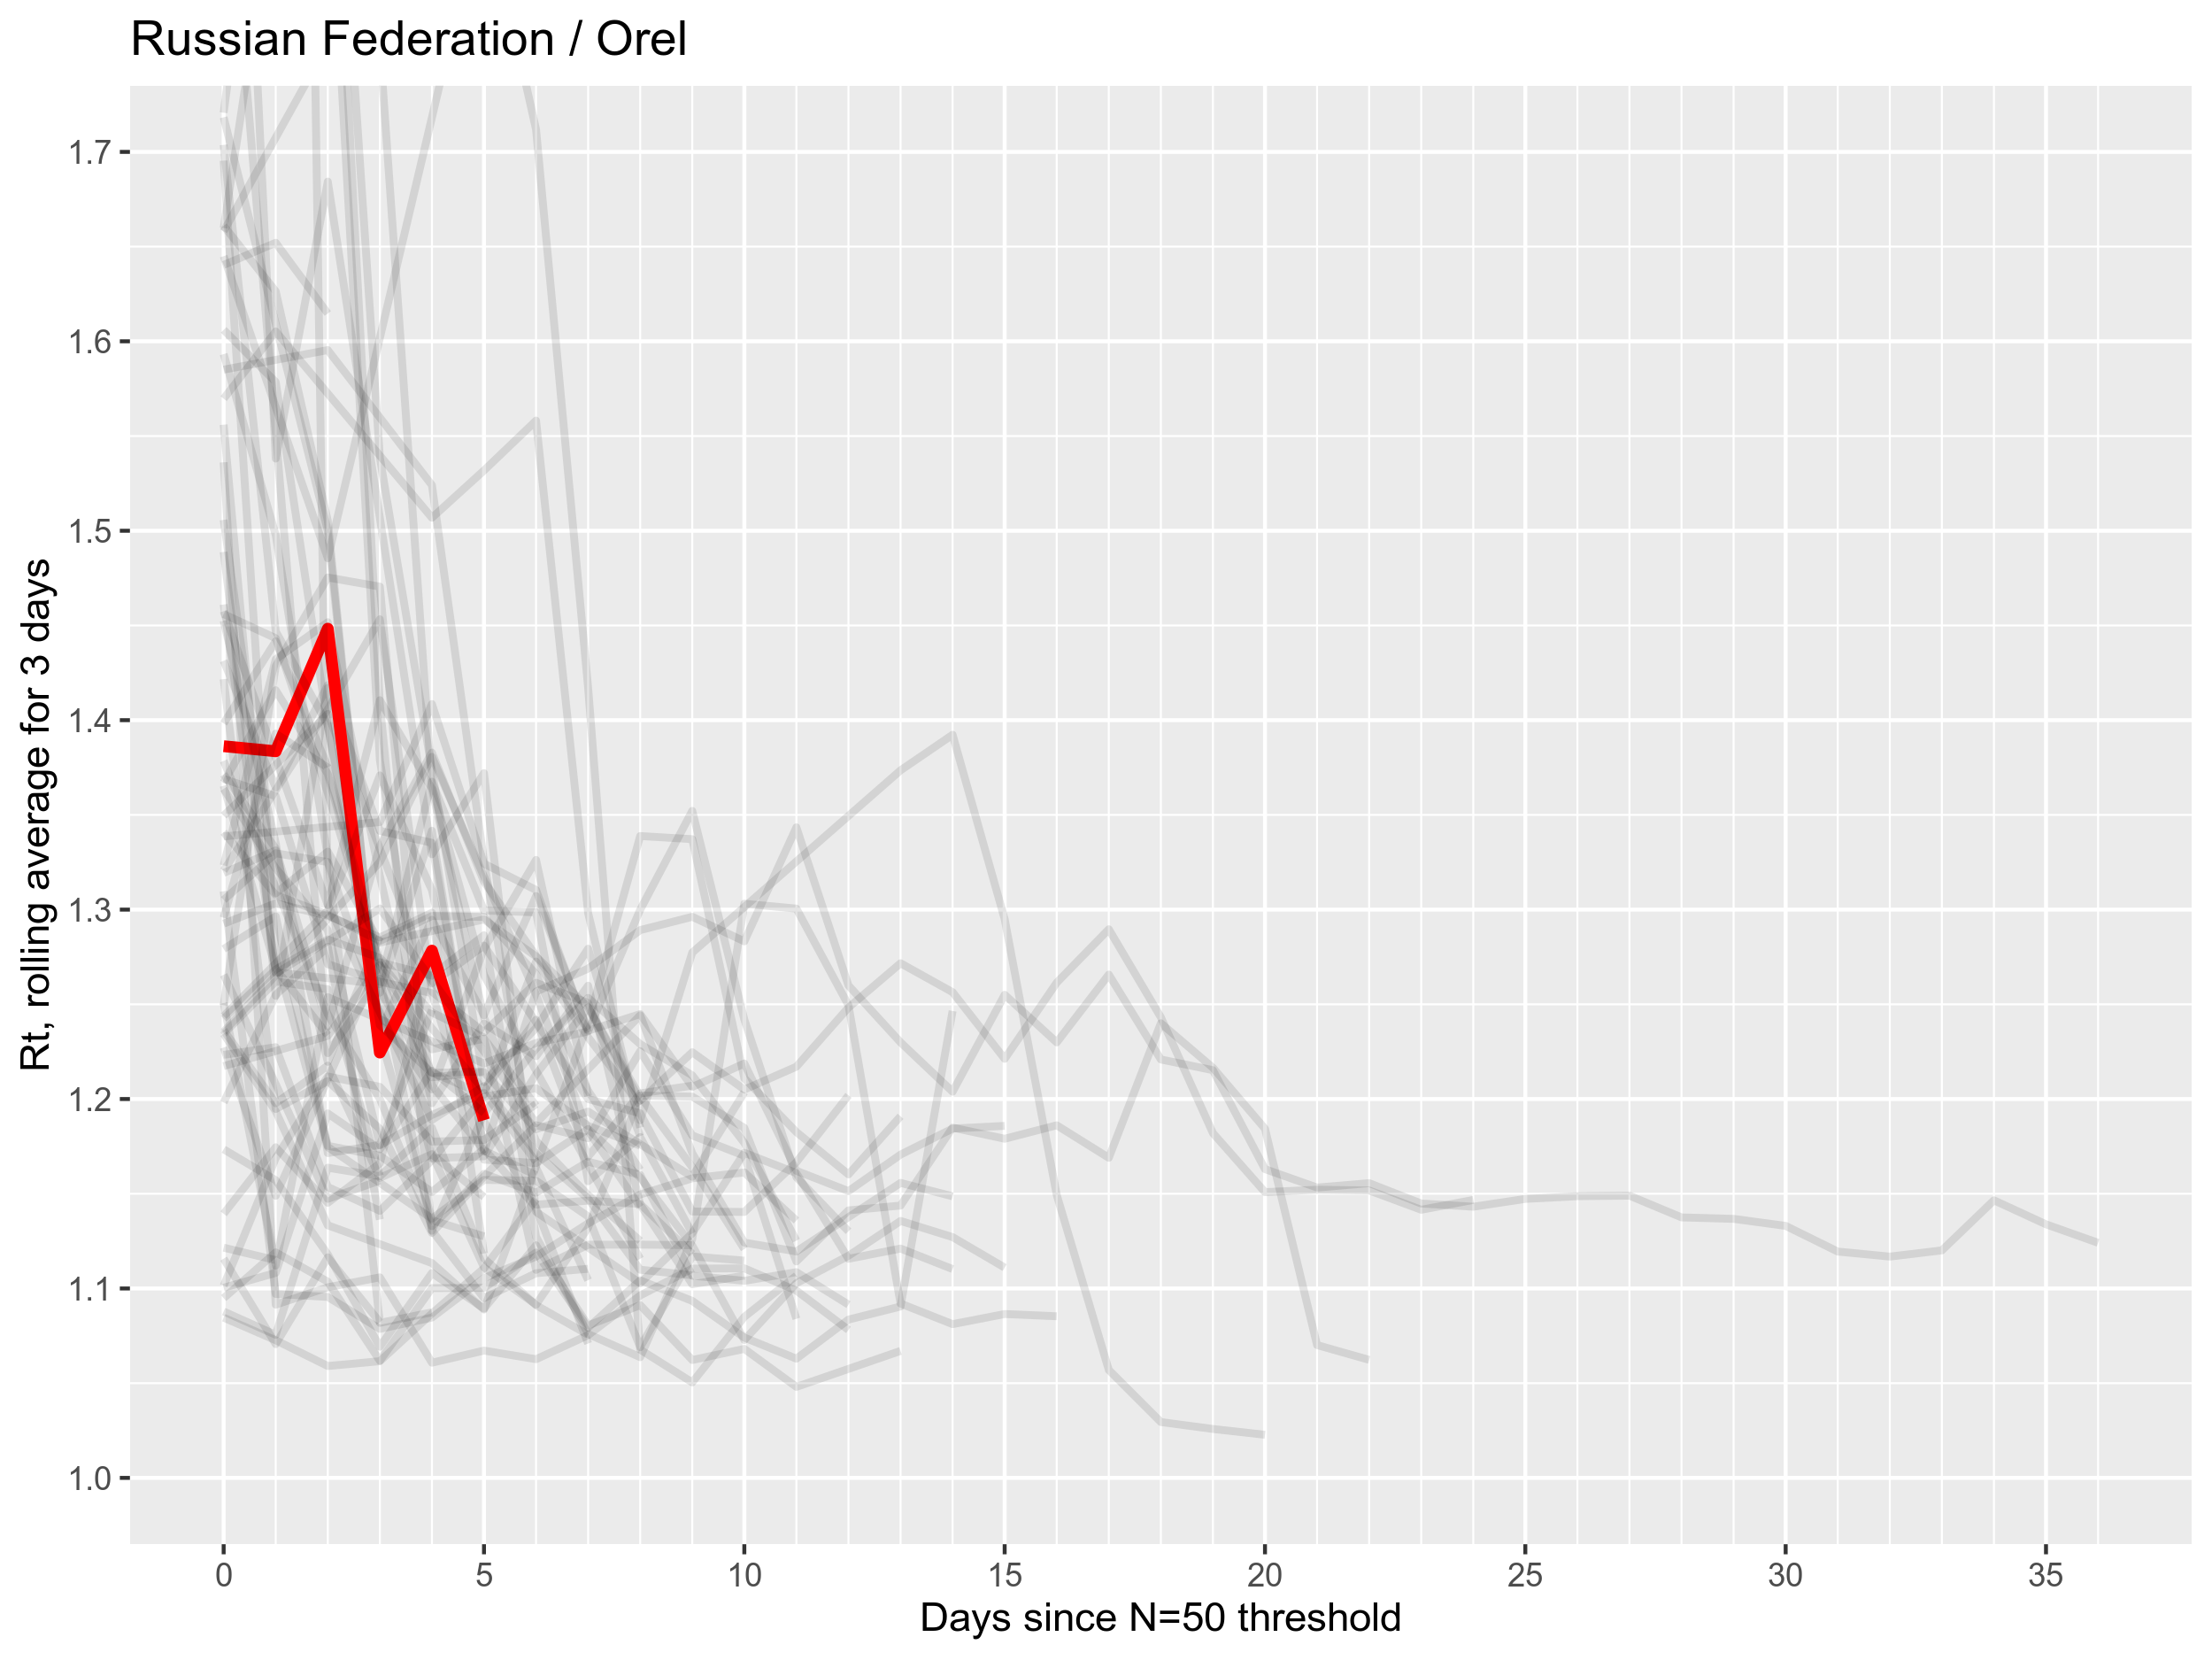 Russian Federation / Orel
Rt, rolling average for 3 days
1.7
1.6
1.5
1.4
1.3
1.2
1.1
1.0
0 5 10 15 20 25 30 35
Days since N=50 threshold